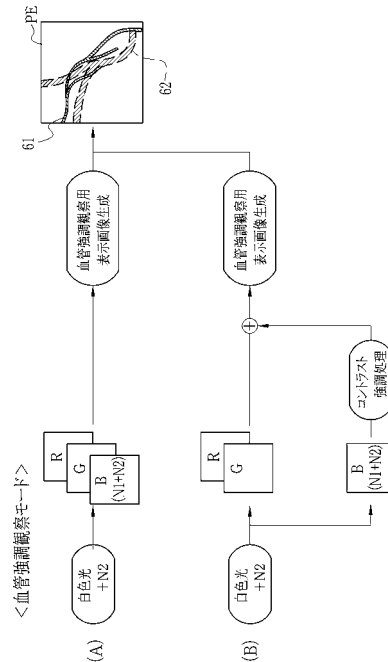 <血管強調観察モード>
(A)
白色光
+N2
R
G
B
(N1+N2)
血管強調観察用
表示画像生成
PE
61
62
(B)
白色光
+N2
R
G
B
(N1+N2)
コントラスト
強調処理
+
血管強調観察用
表示画像生成